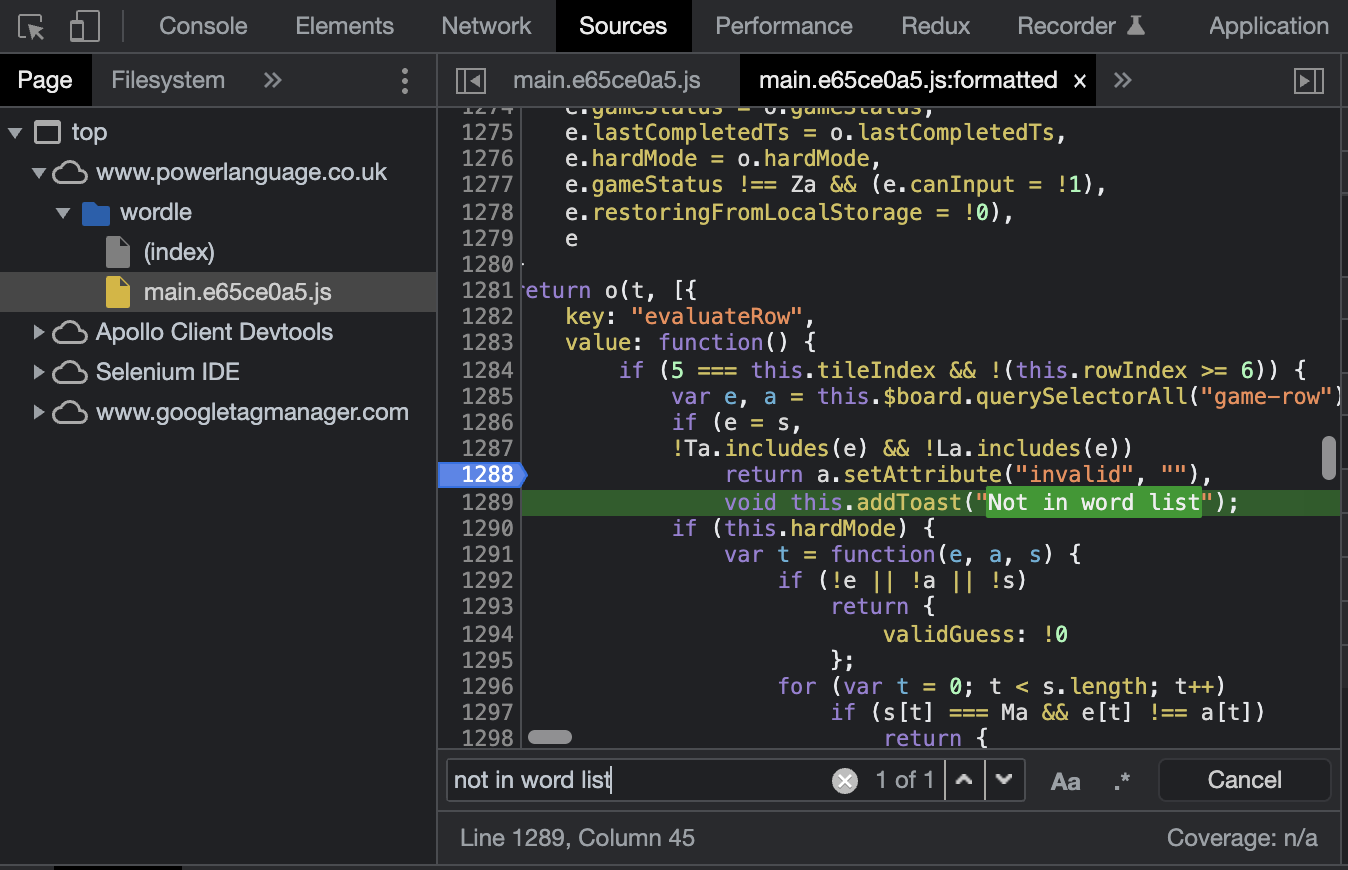 Console Elements Network Sources Performance Redux Recorder Application
Page Filesystem » main.e65ce0a5.js main.e65ce0a5.js:formatted × »
top
www.powerlanguage.co.uk
wordle
(index)
main.e65ce0a5.js
Apollo Client Devtools
Selenium IDE
www.googletagmanager.com
1274 e.gameStatus = o.gameStatus,
1275 e.lastCompletedTs = o.lastCompletedTs,
1276 e.hardMode = o.hardMode,
1277 e.gameStatus !== Za && (e.canInput = !1),
1278 e.restoringFromLocalStorage = !0),
1279 e
1280
1281 eturn o(t, [{
1282 key: "evaluateRow",
1283 value: function() {
1284 if (5 === this.tileIndex && !(this.rowIndex >= 6)) {
1285 var e, a = this.$board.querySelectorAll("game-row")
1286 if (e = s,
1287 !Ta.includes(e) && !La.includes(e))
1288 return a.setAttribute("invalid", ""),
1289 void this.addToast("Not in word list");
1290 if (this.hardMode) {
1291 var t = function(e, a, s) {
1292 if (!e || !a || !s)
1293 return {
1294 validGuess: !0
1295 };
1296 for (var t = 0; t < s.length; t++)
1297 if (s[t] === Ma && e[t] !== a[t])
1298 return {
not in word list 1 of 1 Aa .* Cancel
Line 1289, Column 45 Coverage: n/a